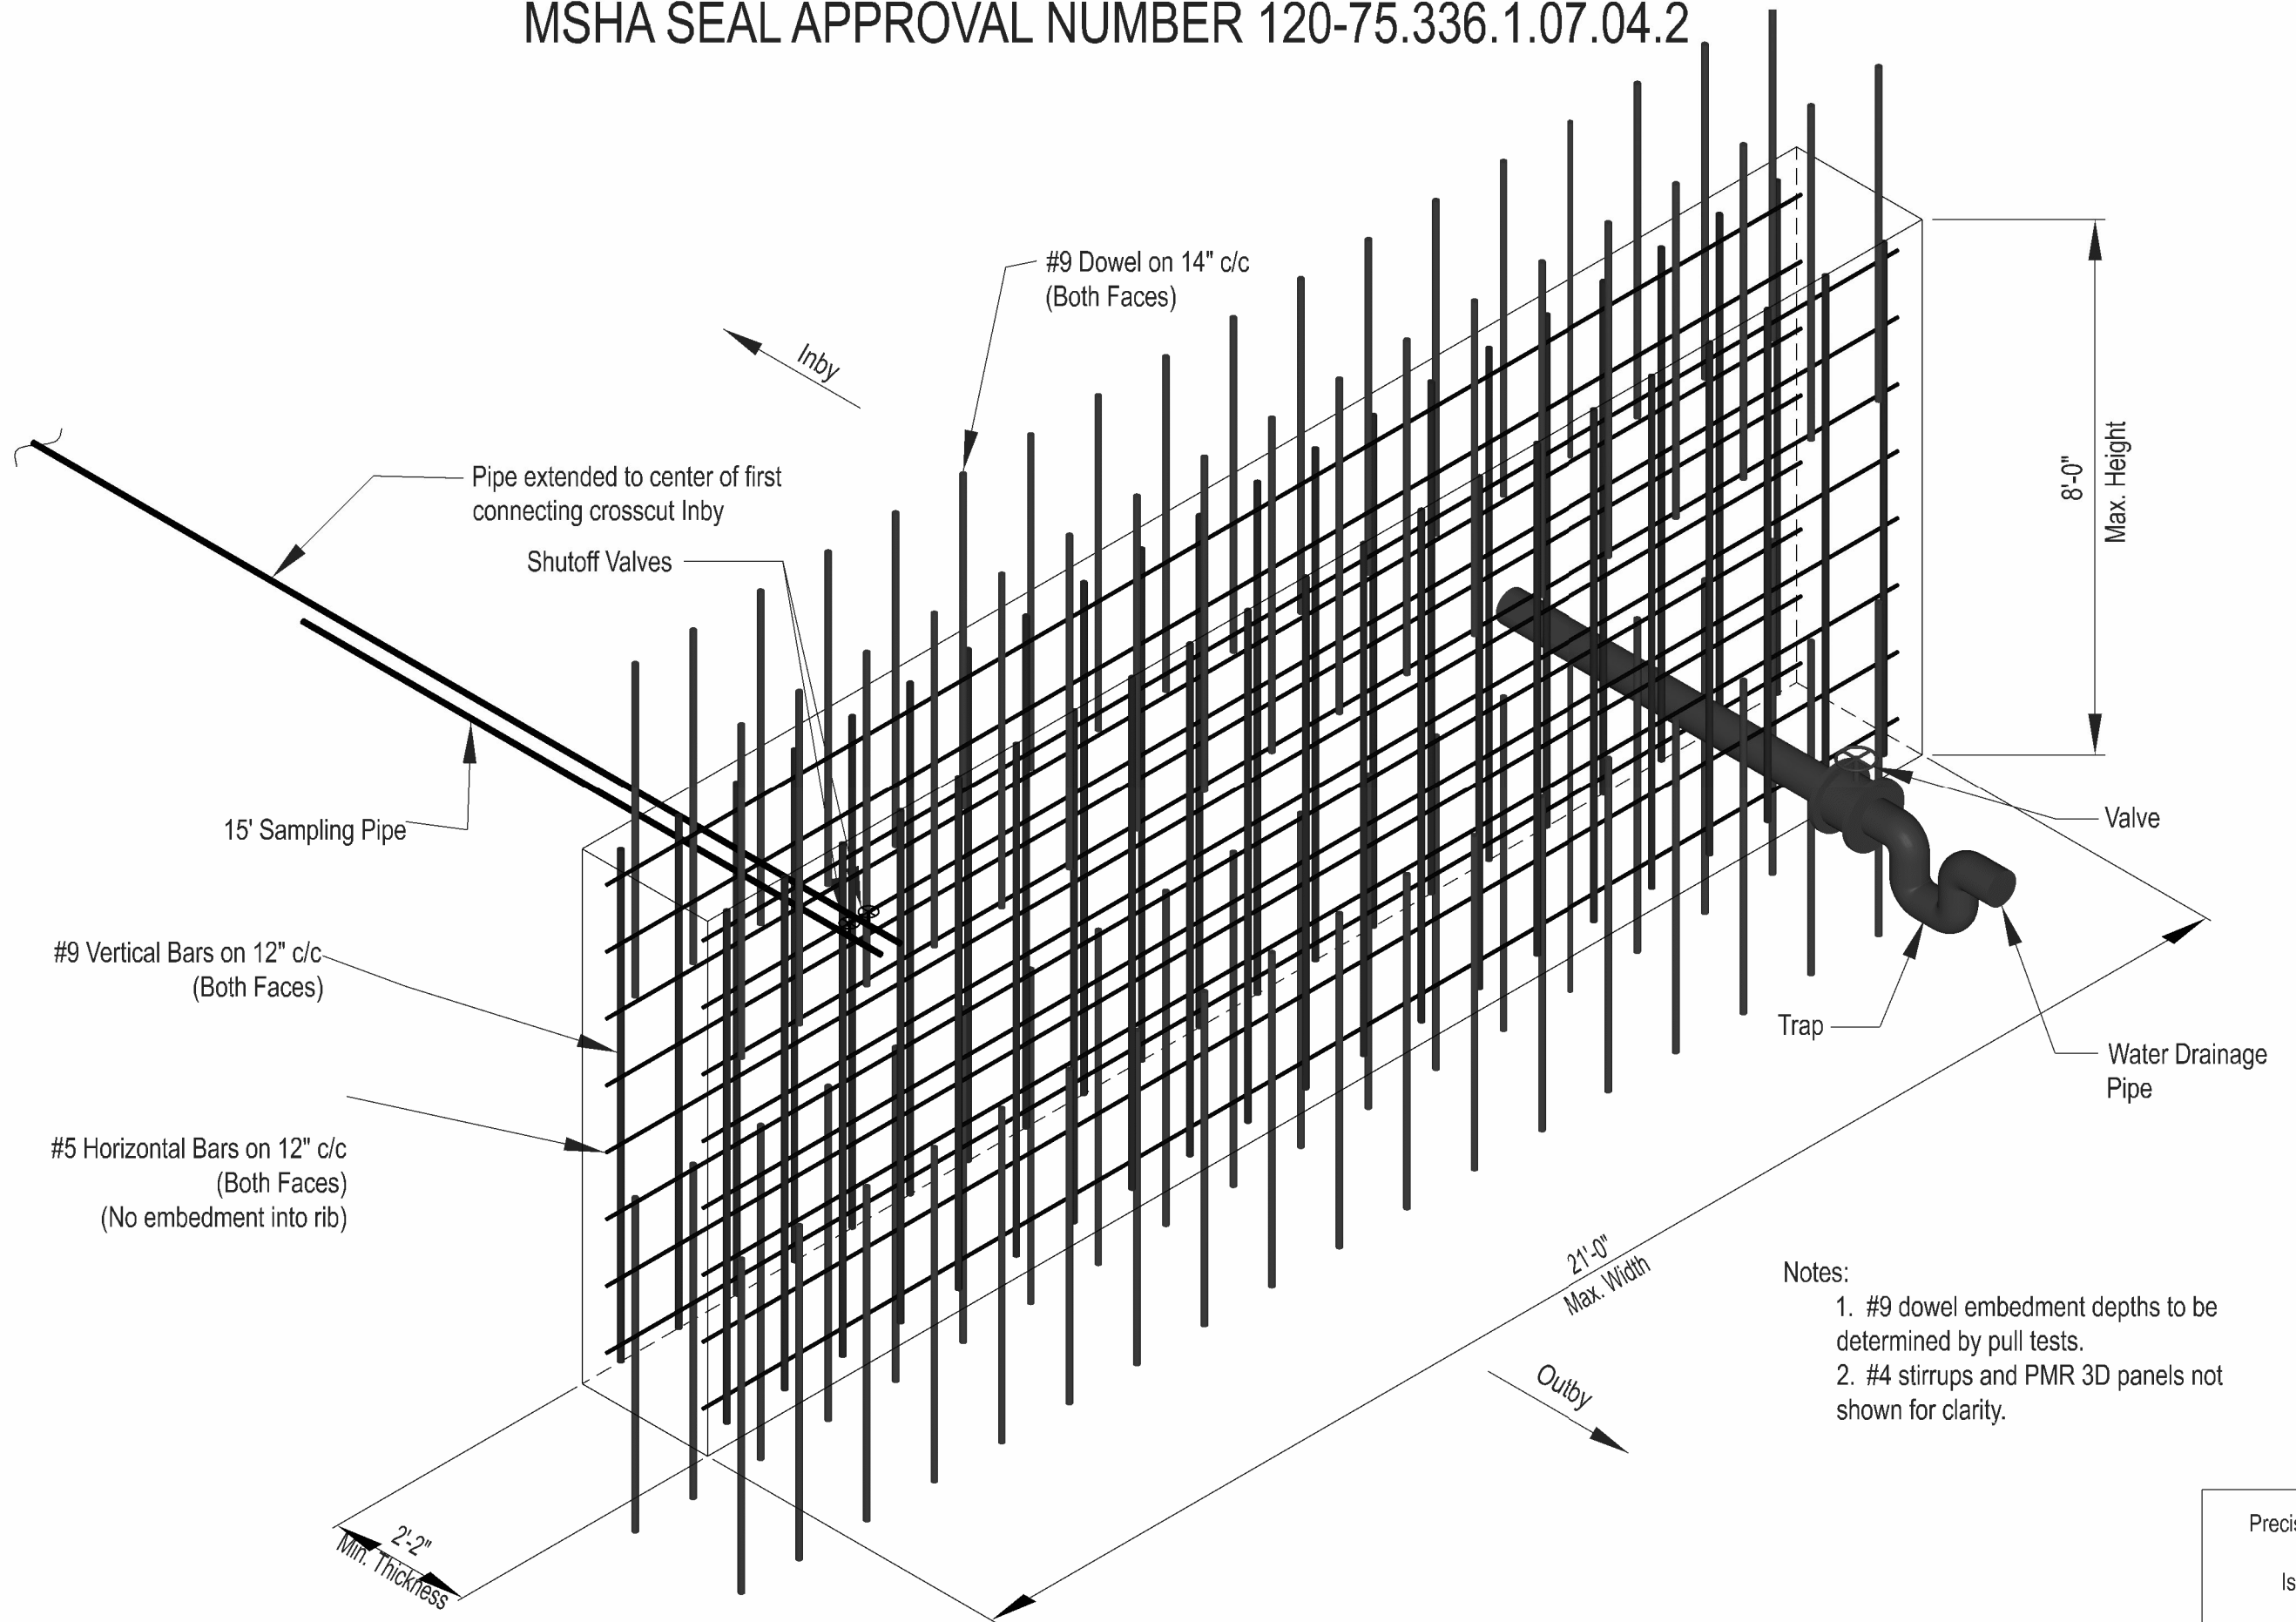 MSHA SEAL APPROVAL NUMBER 120-75.336.1.07.04.2
#9 Dowel on 14" c/c
(Both Faces)
Inby
Pipe extended to center of first
connecting crosscut Inby
Shutoff Valves
15' Sampling Pipe
8'-0"
Max. Height
Valve
#9 Vertical Bars on 12" c/c
(Both Faces)
Trap
Water Drainage
Pipe
#5 Horizontal Bars on 12" c/c
(Both Faces)
(No embedment into rib)
21'-0"
Max. Width
Outby
Notes:
1. #9 dowel embedment depths to be
determined by pull tests.
2. #4 stirrups and PMR 3D panels not
shown for clarity.
2'-2"
Min. Thickness